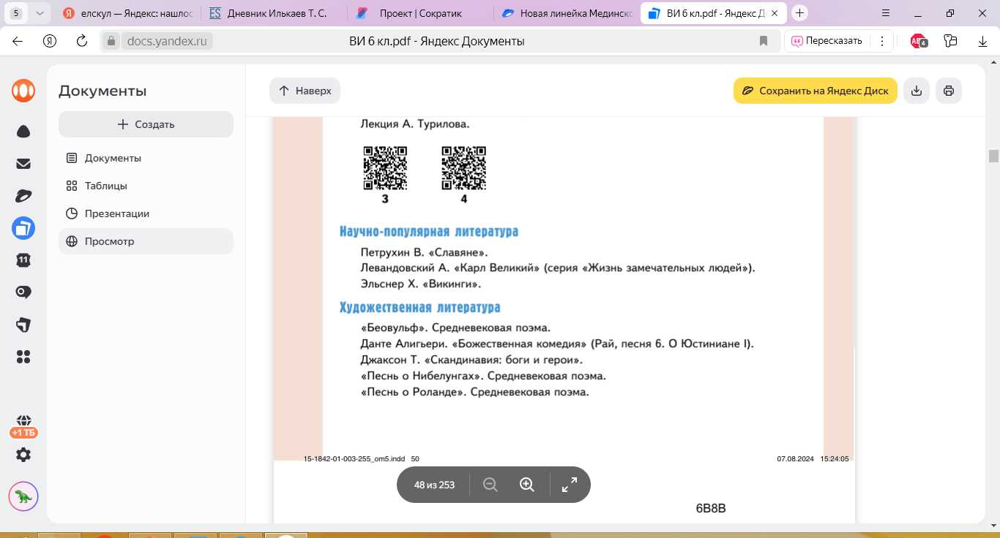 5
елскул — Яндекс: нашлос
ES Дневник Илькаев Т. С.
Проект | Сократик
Новая линейка Мединско
ВИ 6 кл.pdf - Яндекс Д
Я
docs.yandex.ru
ВИ 6 кл.pdf - Яндекс Документы
Пересказать
4
Документы
Создать
Документы
Таблицы
Презентации
Просмотр
11
+1 ТБ
Наверх
Сохранить на Яндекс Диск
Лекция А. Турилова.
3 4
Научно-популярная литература
Петрухин В. «Славяне».
Левандовский А. «Карл Великий» (серия «Жизнь замечательных людей»).
Эльснер Х. «Викинги».
Художественная литература
«Беовульф». Средневековая поэма.
Данте Алигьери. «Божественная комедия» (Рай, песня 6. О Юстиниане I).
Джаксон Т. «Скандинавия: боги и герои».
«Песнь о Нибелунгах». Средневековая поэма.
«Песнь о Роланде». Средневековая поэма.
15-1842-01-003-255_om5.indd 50
07.08.2024 15:24:05
48 из 253
6В8В